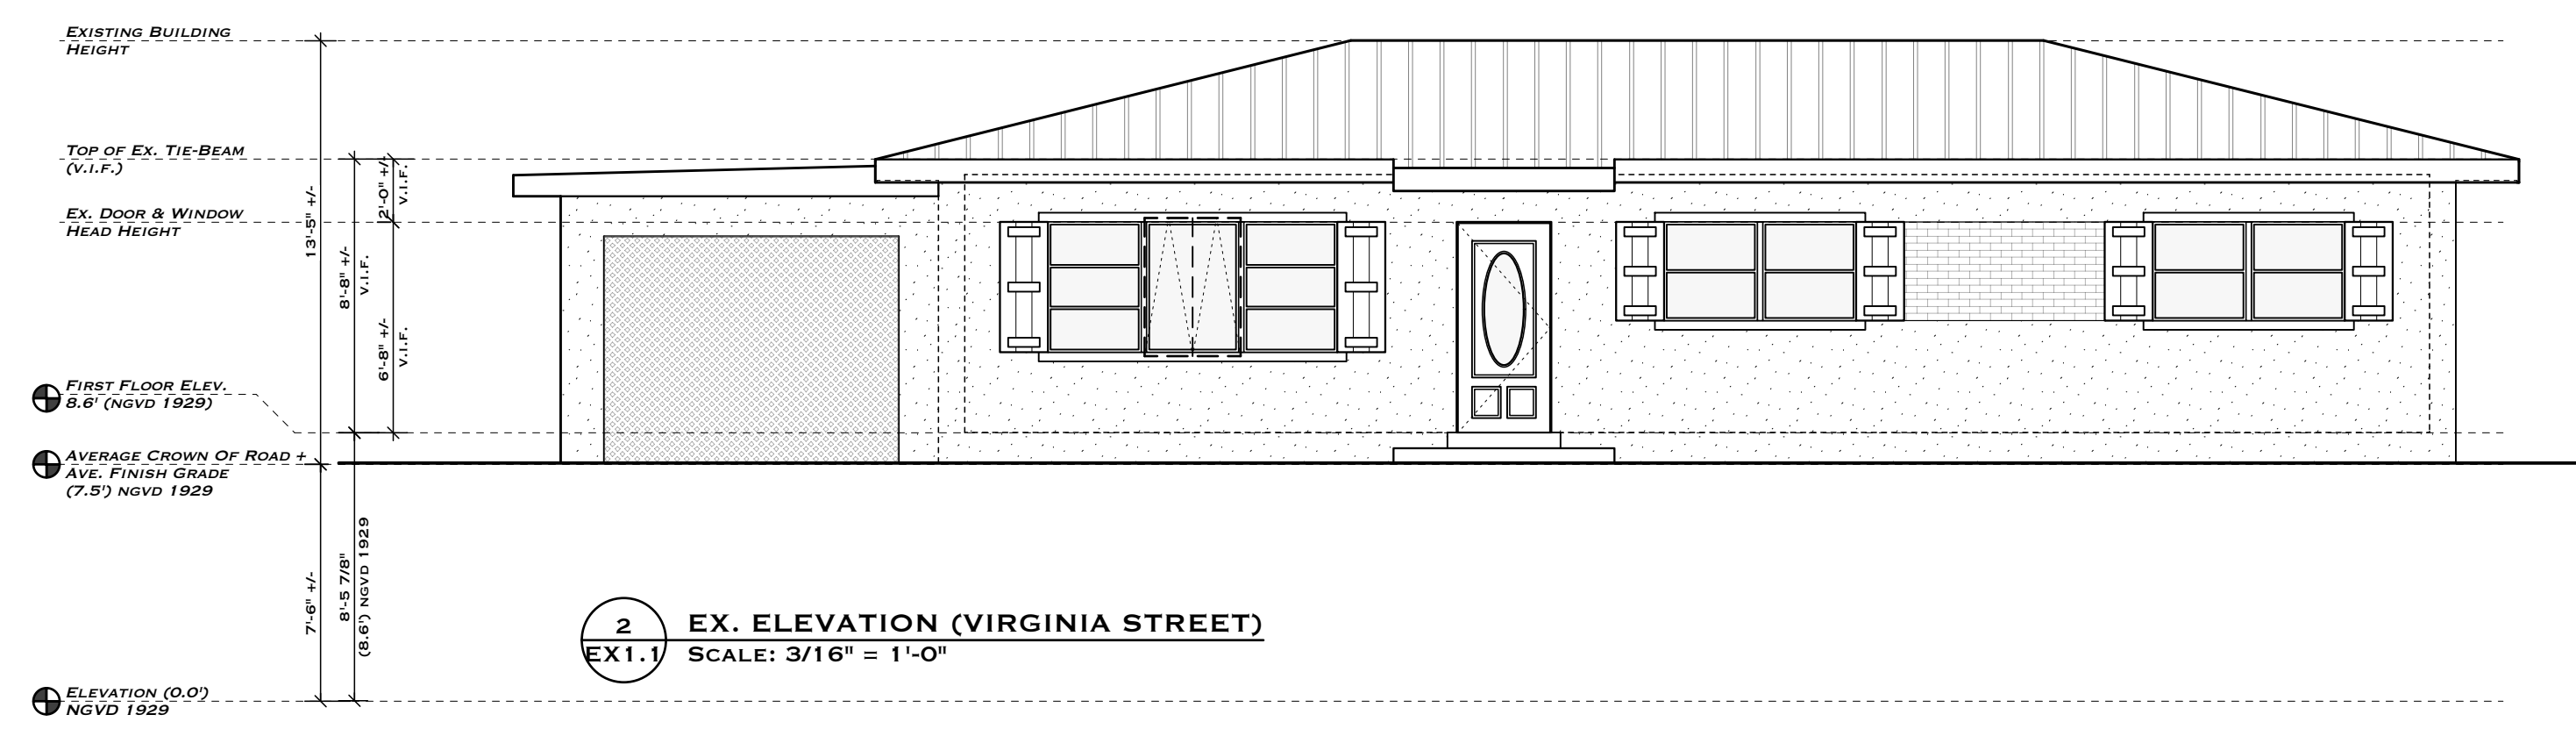 EXISTING BUILDING
HEIGHT
TOP OF EX. TIE-BEAM
(V.I.F.)
EX. DOOR & WINDOW
HEAD HEIGHT
13'-5" +/-
8'-8" +/-
V.I.F.
2'-0" +/-
V.I.F.
6'-8" +/-
V.I.F.
FIRST FLOOR ELEV.
8.6' (NGVD 1929)
AVERAGE CROWN OF ROAD +
AVE. FINISH GRADE
(7.5') NGVD 1929
7'-6" +/-
8'-5 7/8"
(8.6') NGVD 1929
ELEVATION (0.0')
NGVD 1929
2
EX1.1
EX. ELEVATION (VIRGINIA STREET)
SCALE: 3/16" = 1'-0"